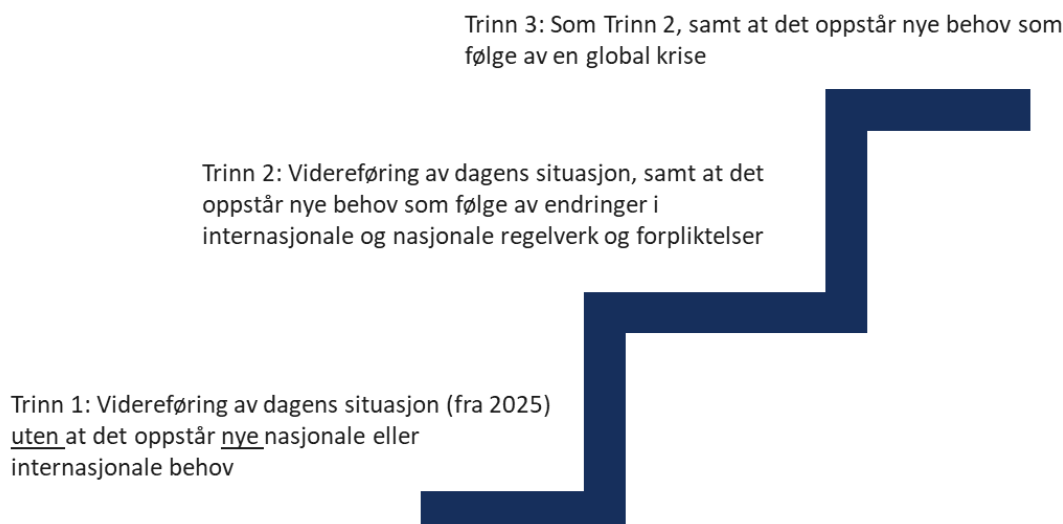 Trinn 3: Som Trinn 2, samt at det oppstår nye behov som
følge av en global krise
Trinn 2: Videreføring av dagens situasjon, samt at det
oppstår nye behov som følge av endringer i
internasjonale og nasjonale regelverk og forpliktelser
Trinn 1: Videreføring av dagens situasjon (fra 2025)
uten at det oppstår nye nasjonale eller
internasjonale behov